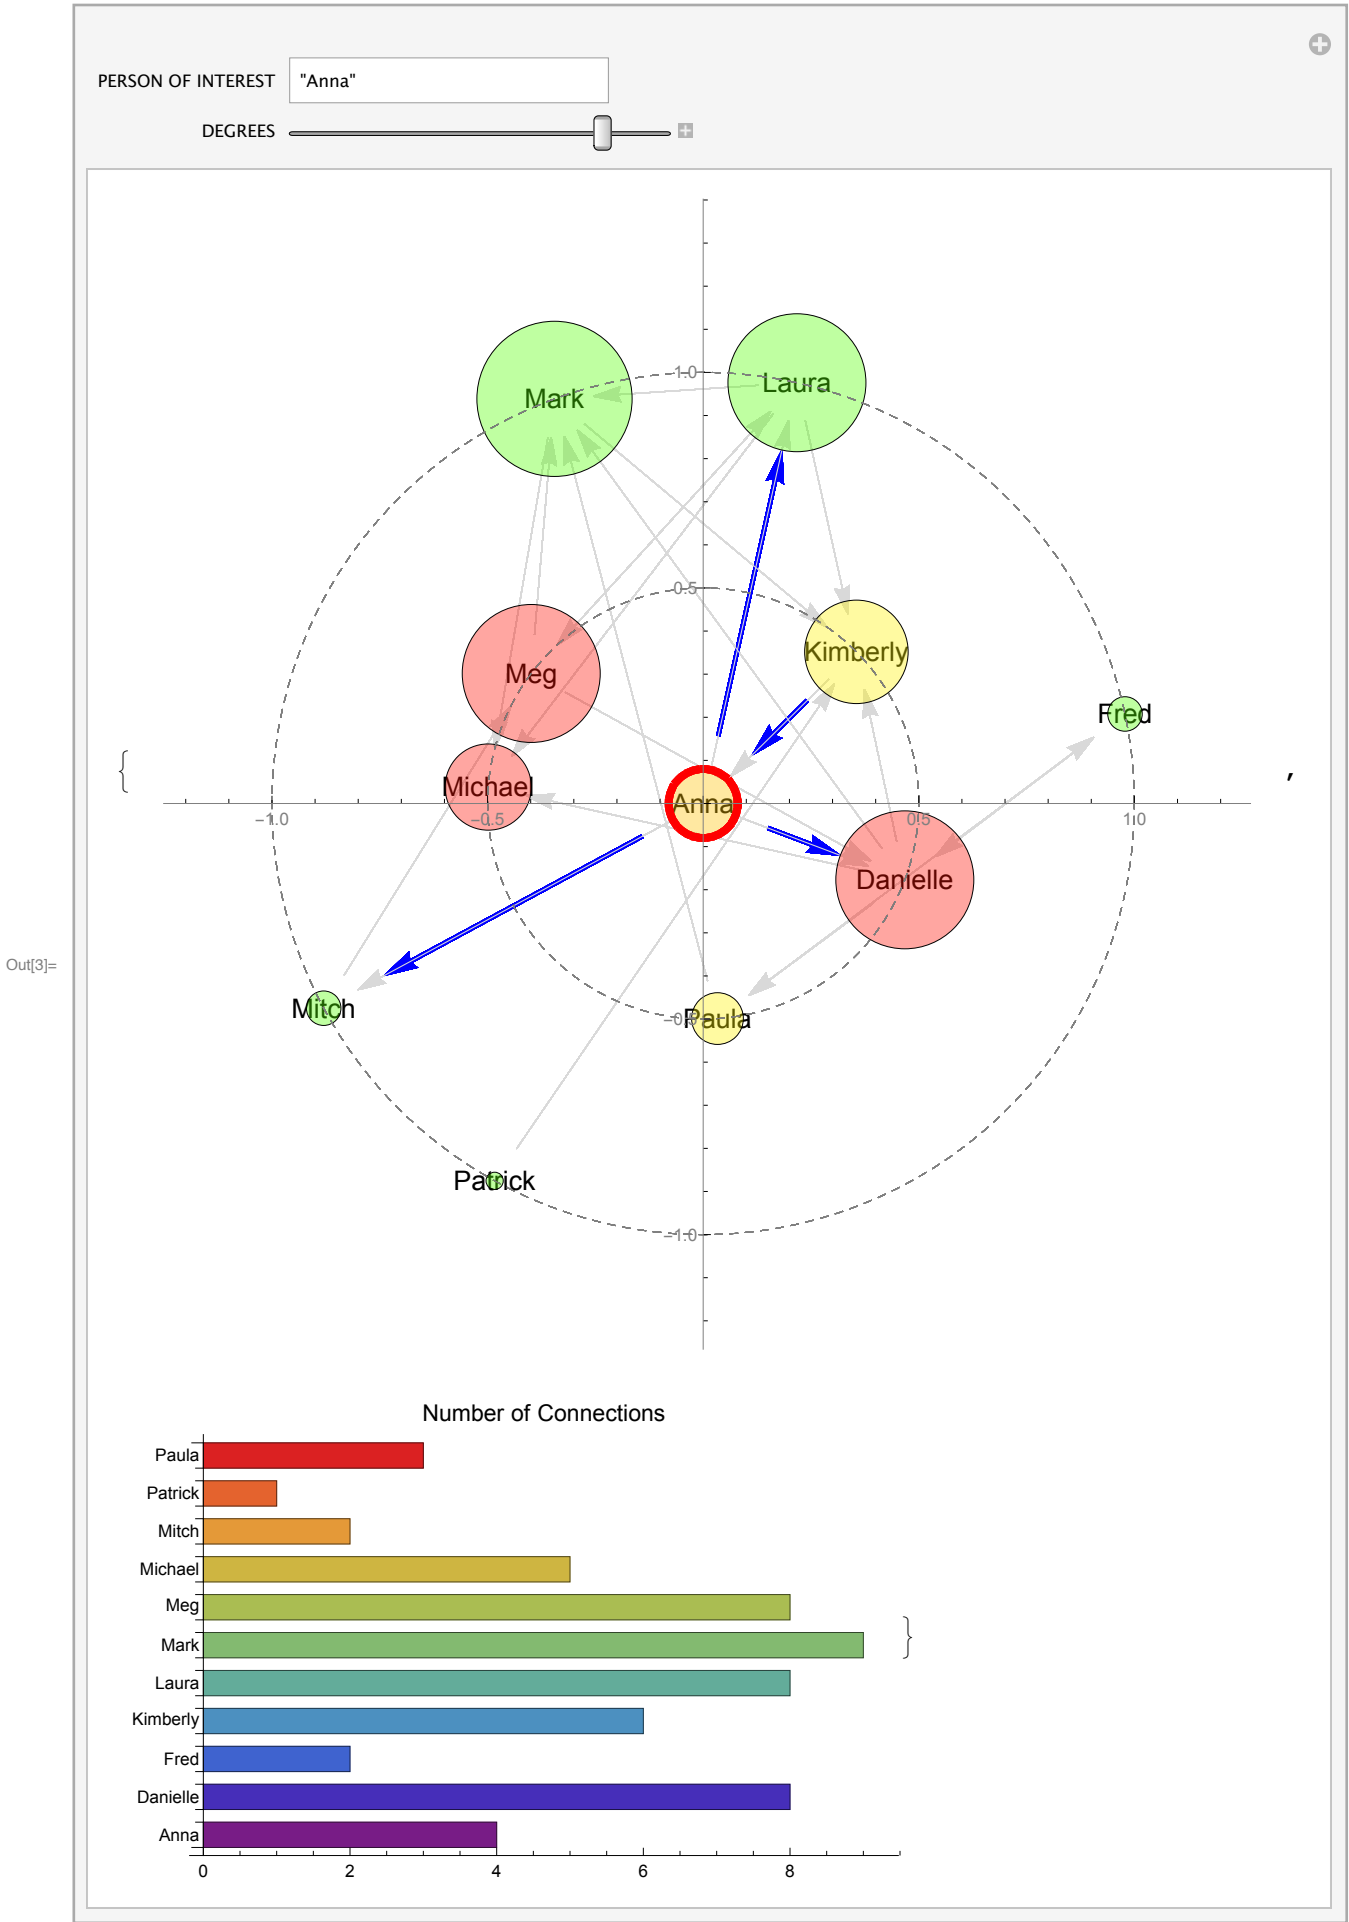 PERSON OF INTEREST "Anna"
DEGREES
Mark
Laura
1.0
0.5
Kimberly
Meg
Fred
{
Michael
Anna
,
−1.0
−0.5
0.5
1.0
Danielle
Out[3]=
Mitch
−0.5
Paula
Patrick
−1.0
Number of Connections
Paula
Patrick
Mitch
Michael
Meg
Mark
}
Laura
Kimberly
Fred
Danielle
Anna
0 2 4 6 8